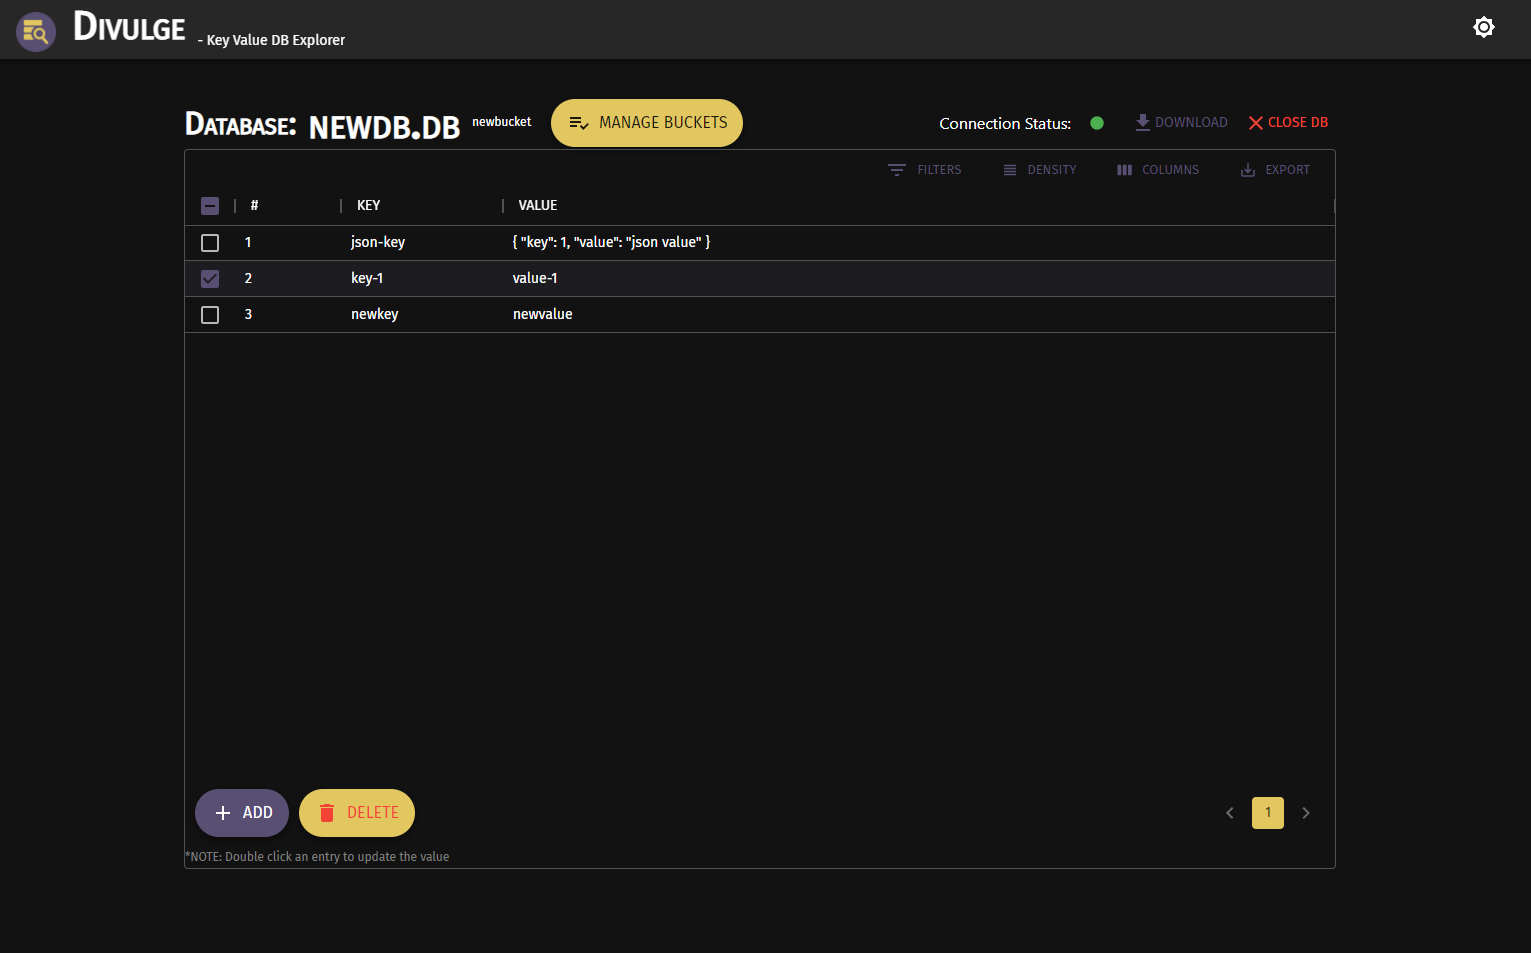 DIVULGE - Key Value DB Explorer
DATABASE: NEWDB.DB newbucket MANAGE BUCKETS Connection Status: DOWNLOAD CLOSE DB
FILTERS DENSITY COLUMNS EXPORT
# KEY VALUE
1 json-key { "key": 1, "value": "json value" }
2 key-1 value-1
3 newkey newvalue
ADD DELETE 1
*NOTE: Double click an entry to update the value